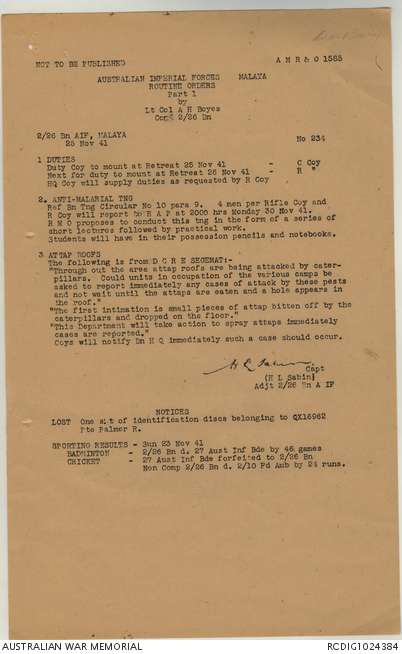 NOT TO BE PUBLISHED
A M R & O 1585
AUSTRALIAN IMPERIAL FORCES MALAYA
ROUTINE ORDERS
Part 1
by
Lt Col A H Boyes
Comd 2/26 Bn
2/26 Bn AIF, MALAYA
25 Nov 41
No 234
1 DUTIES
Duty Coy to mount at Retreat 25 Nov 41 - C Coy
Next for duty to mount at Retreat 26 Nov 41 - R "
HQ Coy will supply duties as requested by R Coy
2. ANTI-MALARIAL TNG
Ref Sm Tng Circular No 10 para 9. 4 men per Rifle Coy and
R Coy will report to R A P at 2000 hrs Monday 30 Nov 41.
R M O proposes to conduct this tng in the form of a series of
short lectures followed by practical work.
Students will have in their possession pencils and notebooks.
3 ATTAP ROOFS
The following is from D C R E SEGEMAT:-
"Through out the area attap roofs are being attacked by cater-
pillars. Could units in occupation of the various camps be
asked to report immediately any cases of attack by these pests
and not wait until the attaps are eaten and a hole appears in
the roof."
"The first intimation is small pieces of attap bitten off by the
caterpillars and dropped on the floor."
"This Department will take action to spray attaps immediately
cases are reported."
Coys will notify Bn H Q immediately such a case should occur.
H L Sabin
Capt
(H L Sabin)
Adjt 2/26 Bn A IF
NOTICES
LOST One set of identification discs belonging to QX16962
Pte Palmer R.
SPORTING RESULTS - Sun 23 Nov 41
BADMINTON - 2/26 Bn d. 27 Aust Inf Bde by 46 games
CRICKET - 27 Aust Inf Bde forfeited to 2/26 Bn
Non Comp 2/26 Bn d. 2/10 Fd Amb by 24 runs.
AUSTRALIAN WAR MEMORIAL
RCDIG1024384